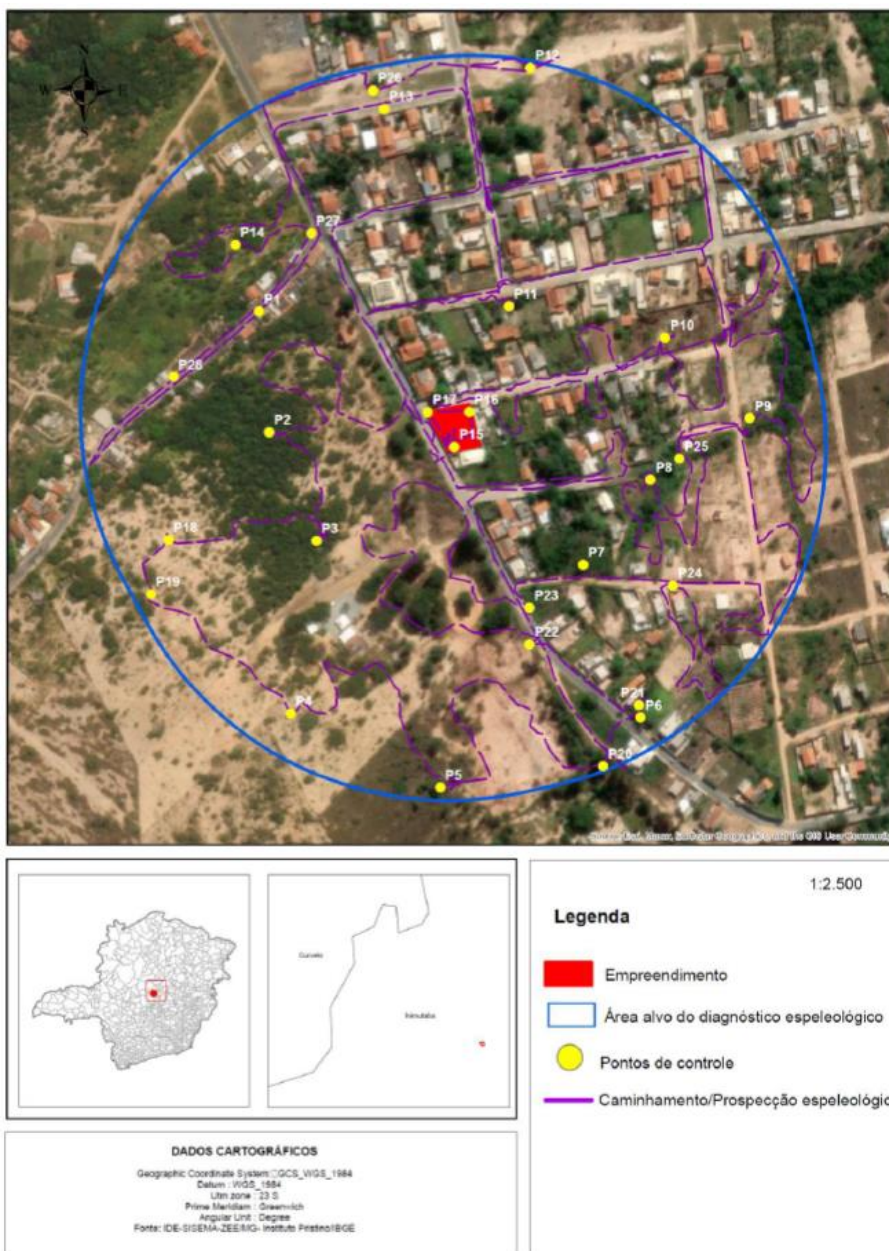 N
W E
S
P12
P26
P13
P27
P14
P1
P11
P10
P28
P17
P16
P9
P2
P15
P25
P8
P18
P3
P7
P24
P19
P23
P22
P21
P6
P4
P20
P5
1:2.500
Legenda
Empreendimento
Área alvo do diagnóstico espeleológico
Pontos de controle
Caminhamento/Prospecção espeleológic
Curvelo
Inimutaba
DADOS CARTOGRÁFICOS
Geographic Coordinate System: GCS_WGS_1984
Datum : WGS_1984
Utm zone : 23 S
Prime Meridian : Greenwich
Angular Unit : Degree
Fonte: IDE-SISEMA-ZEE/MG- Instituto Pristino/IBGE